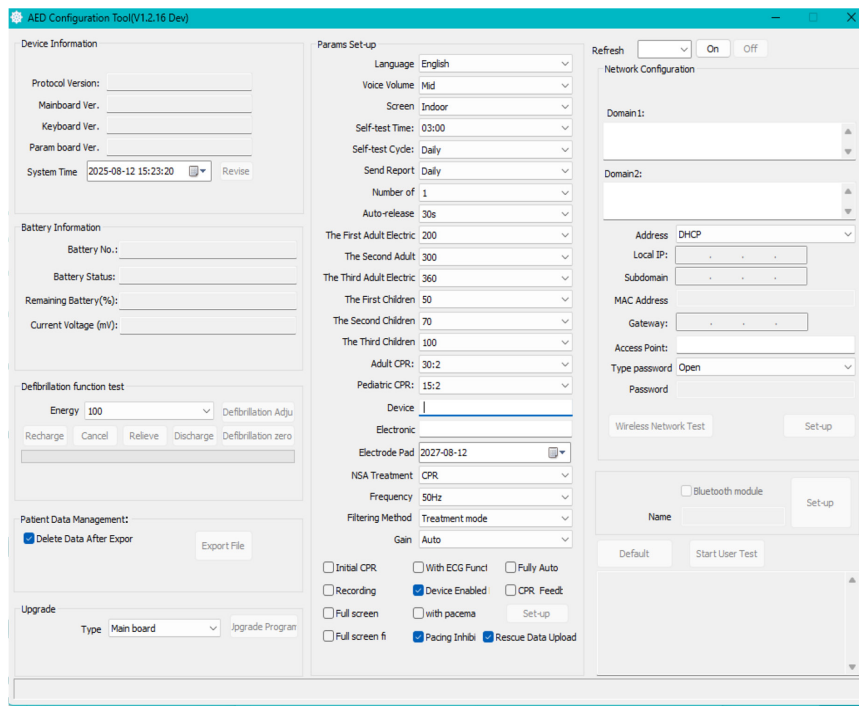 AED Configuration Tool(V1.2.16 Dev)
Device Information
Protocol Version:
Mainboard Ver.
Keyboard Ver.
Param board Ver.
System Time 2025-08-12 15:23:20 Revise
Battery Information
Battery No.:
Battery Status:
Remaining Battery(%):
Current Voltage (mV):
Defibrillation function test
Energy 100 Defibrillation Adju
Recharge Cancel Relieve Discharge Defibrillation zero
Patient Data Management:
Delete Data After Expor
Export File
Upgrade
Type Main board Upgrade Program
Params Set-up
Language English
Voice Volume Mid
Screen Indoor
Self-test Time: 03:00
Self-test Cycle: Daily
Send Report Daily
Number of 1
Auto-release 30s
The First Adult Electric 200
The Second Adult 300
The Third Adult Electric 360
The First Children 50
The Second Children 70
The Third Children 100
Adult CPR: 30:2
Pediatric CPR: 15:2
Device
Electronic
Electrode Pad 2027-08-12
NSA Treatment CPR
Frequency 50Hz
Filtering Method Treatment mode
Gain Auto
Initial CPR With ECG Funct Fully Auto
Recording Device Enabled CPR Feedb
Full screen with pacema Set-up
Full screen fi Pacing Inhibi Rescue Data Upload
Refresh On Off
Network Configuration
Domain1:
Domain2:
Address DHCP
Local IP: . . .
Subdomain . . .
MAC Address
Gateway: . . .
Access Point:
Type password Open
Password
Wireless Network Test Set-up
Bluetooth module
Name
Set-up
Default Start User Test